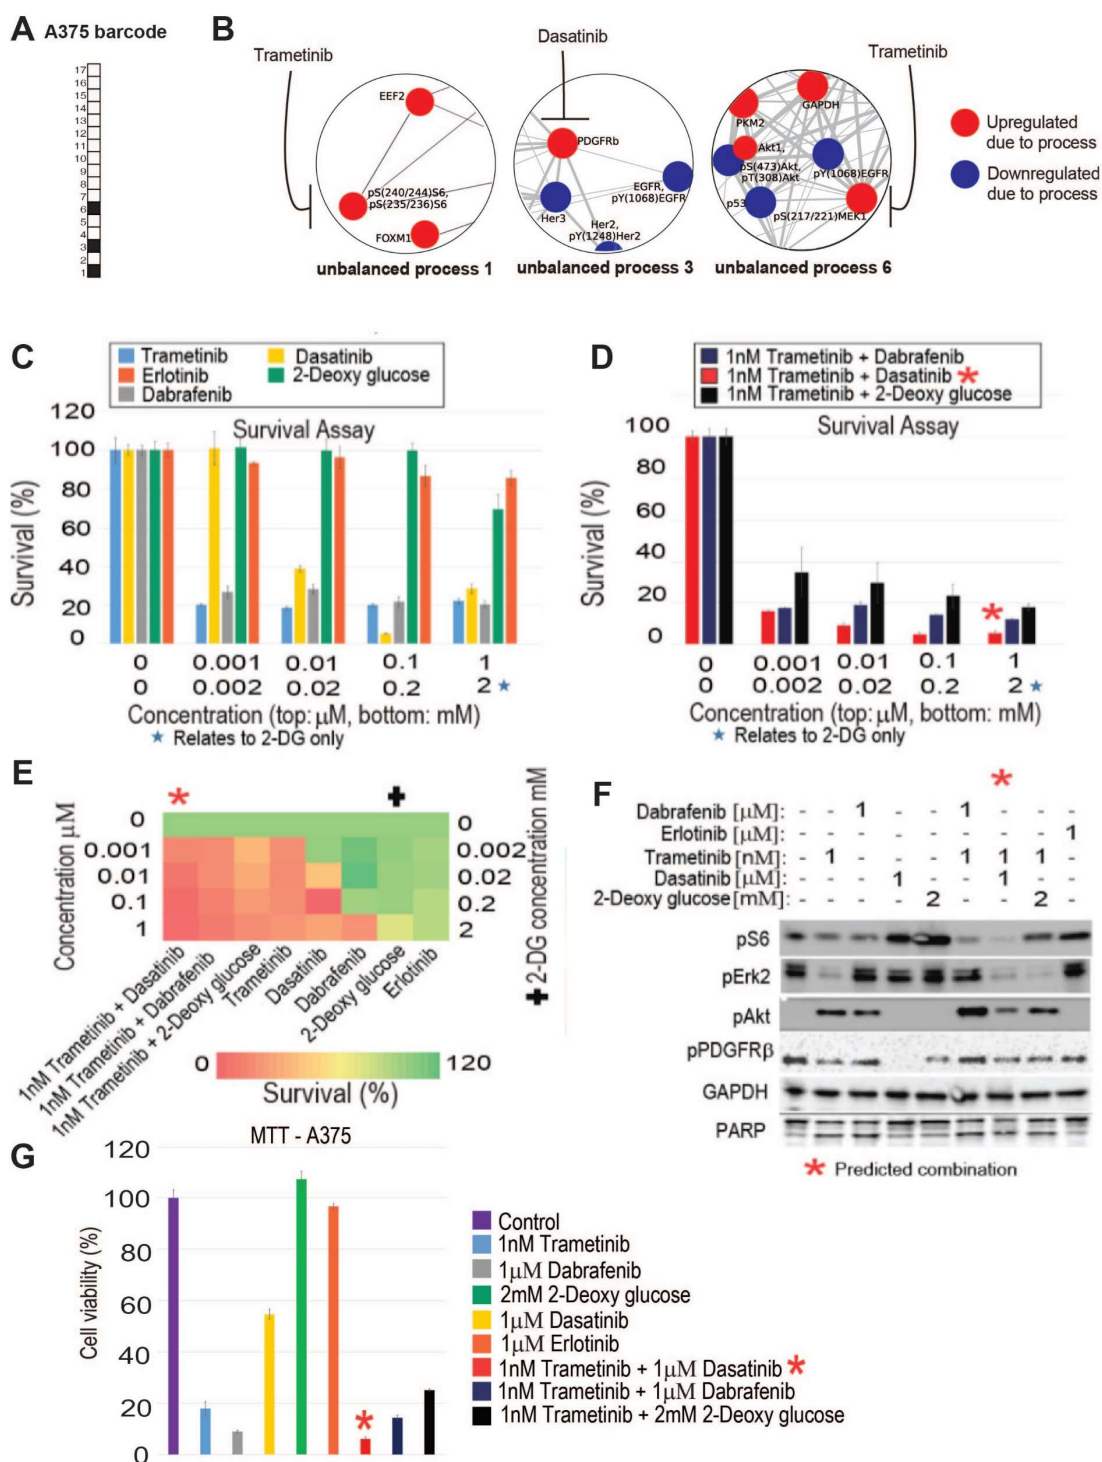 A A375 barcode
17
16
15
14
13
12
11
10
9
8
7
6
5
4
3
2
1
B
Trametinib
Dasatinib
Trametinib
EEF2
pS(240/244)S6,
pS(235/236)S6
FOXM1
unbalanced process 1
PDGFRb
EGFR,
pY(1068)EGFR
Her3
Her2,
pY(1248)Her2
unbalanced process 3
GAPDH
PKM2
Akt1,
pS(473)Akt,
pT(308)Akt
pY(1068)EGFR
p53
pS(217/221)MEK1
unbalanced process 6
Upregulated
due to process
Downregulated
due to process
C
Trametinib
Erlotinib
Dabrafenib
Dasatinib
2-Deoxy glucose
Survival Assay
Survival (%)
120
100
80
60
40
20
0
0 0.001 0.01 0.1 1
0 0.002 0.02 0.2 2 ★
Concentration (top: μM, bottom: mM)
★ Relates to 2-DG only
D
1nM Trametinib + Dabrafenib
1nM Trametinib + Dasatinib *
1nM Trametinib + 2-Deoxy glucose
Survival Assay
Survival (%)
100
80
60
40
20
0
*
0 0.001 0.01 0.1 1
0 0.002 0.02 0.2 2 ★
Concentration (top: μM, bottom: mM)
★ Relates to 2-DG only
E
* +
Concentration μM
0
0.001
0.01
0.1
1
0
0.002
0.02
0.2
2
+ 2-DG concentration mM
1nM Trametinib + Dasatinib
1nM Trametinib + Dabrafenib
1nM Trametinib + 2-Deoxy glucose
Trametinib
Dasatinib
Dabrafenib
2-Deoxy glucose
Erlotinib
0 120
Survival (%)
F
*
Dabrafenib [μM]: - - 1 - - 1 - - -
Erlotinib [μM]: - - - - - - - - 1
Trametinib [nM]: - 1 - - - 1 1 1 -
Dasatinib [μM]: - - - 1 - - 1 - -
2-Deoxy glucose [mM]: - - - - 2 - - 2 -
pS6
pErk2
pAkt
pPDGFRβ
GAPDH
PARP
* Predicted combination
G
MTT - A375
Cell viability (%)
120
100
80
60
40
20
0
*
Control
1nM Trametinib
1μM Dabrafenib
2mM 2-Deoxy glucose
1μM Dasatinib
1μM Erlotinib
1nM Trametinib + 1μM Dasatinib *
1nM Trametinib + 1μM Dabrafenib
1nM Trametinib + 2mM 2-Deoxy glucose